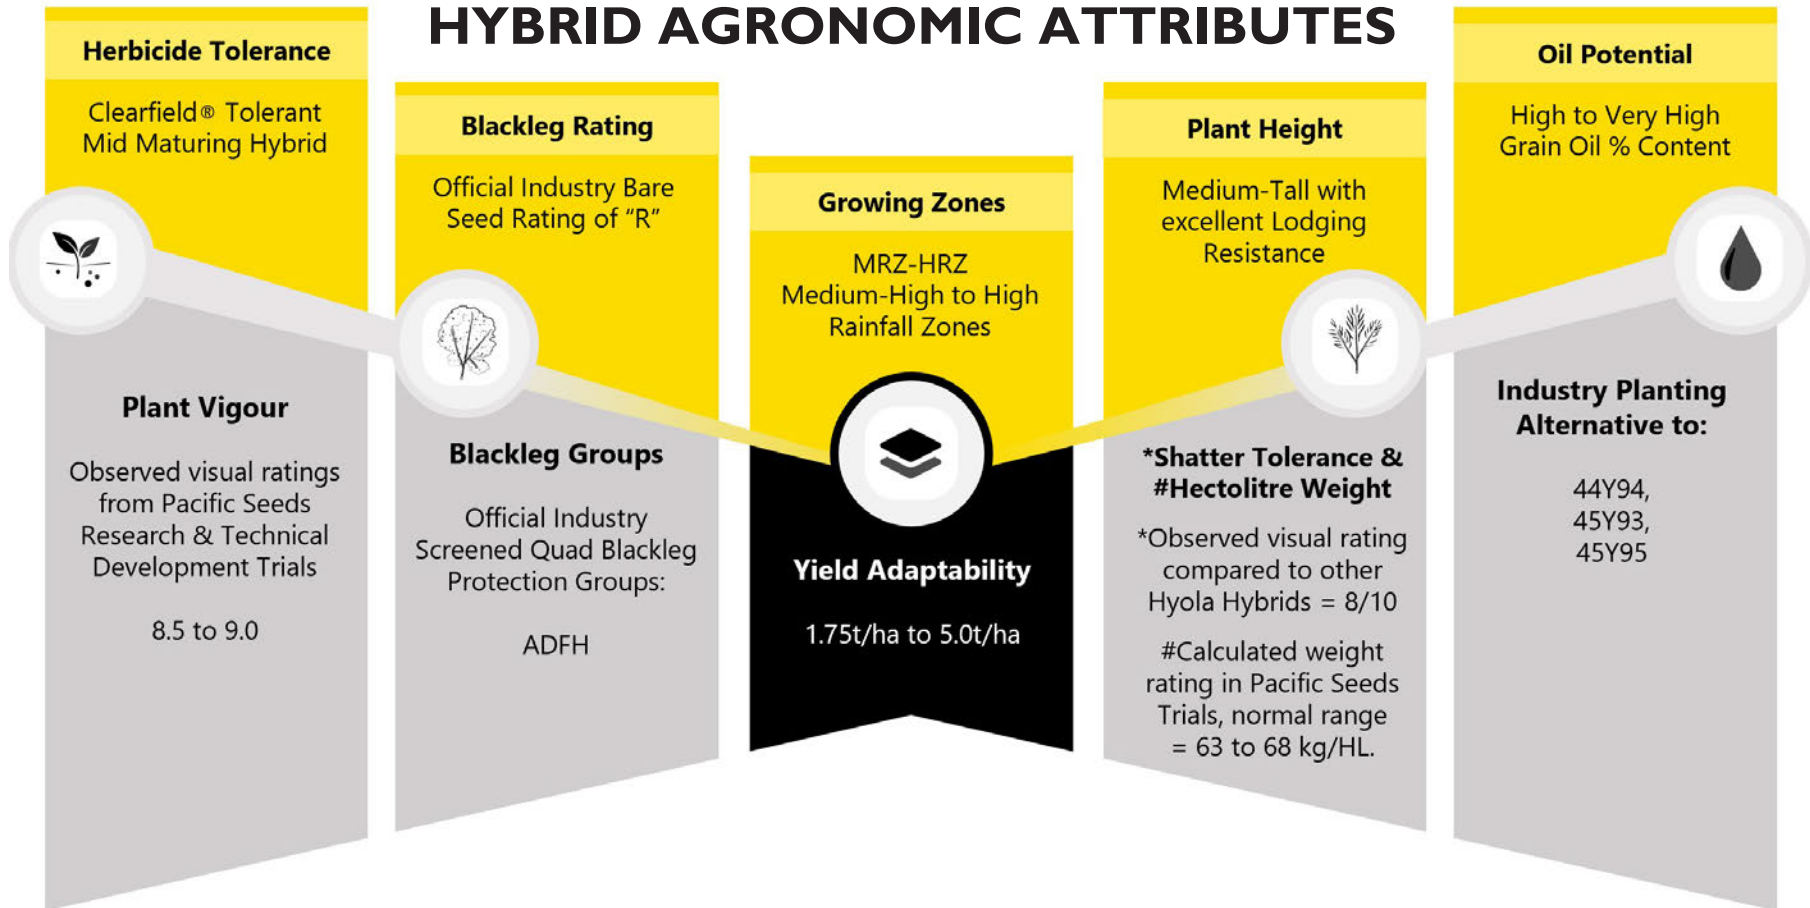 HYBRID AGRONOMIC ATTRIBUTES
Herbicide Tolerance
Clearfield® Tolerant
Mid Maturing Hybrid
Plant Vigour
Observed visual ratings
from Pacific Seeds
Research & Technical
Development Trials
8.5 to 9.0
Blackleg Rating
Official Industry Bare
Seed Rating of “R”
Blackleg Groups
Official Industry
Screened Quad Blackleg
Protection Groups:
ADFH
Growing Zones
MRZ-HRZ
Medium-High to High
Rainfall Zones
Yield Adaptability
1.75t/ha to 5.0t/ha
Plant Height
Medium-Tall with
excellent Lodging
Resistance
*Shatter Tolerance &
#Hectolitre Weight
*Observed visual rating
compared to other
Hyola Hybrids = 8/10
#Calculated weight
rating in Pacific Seeds
Trials, normal range
= 63 to 68 kg/HL.
Oil Potential
High to Very High
Grain Oil % Content
Industry Planting
Alternative to:
44Y94,
45Y93,
45Y95